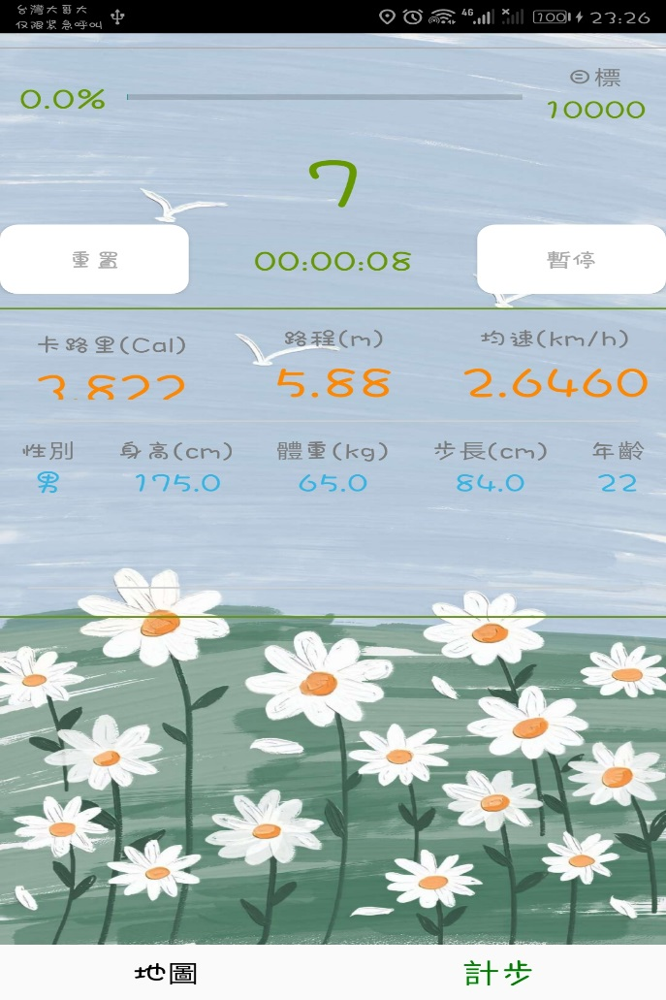 台灣大哥大
仅限紧急呼叫
4G 100 23:26
目標
0.0% 10000
7
重置 00:00:08 暫停
卡路里(Cal) 路程(m) 均速(km/h)
3.822 5.88 2.6460
性別 身高(cm) 體重(kg) 步長(cm) 年齡
男 175.0 65.0 84.0 22
地圖 計步